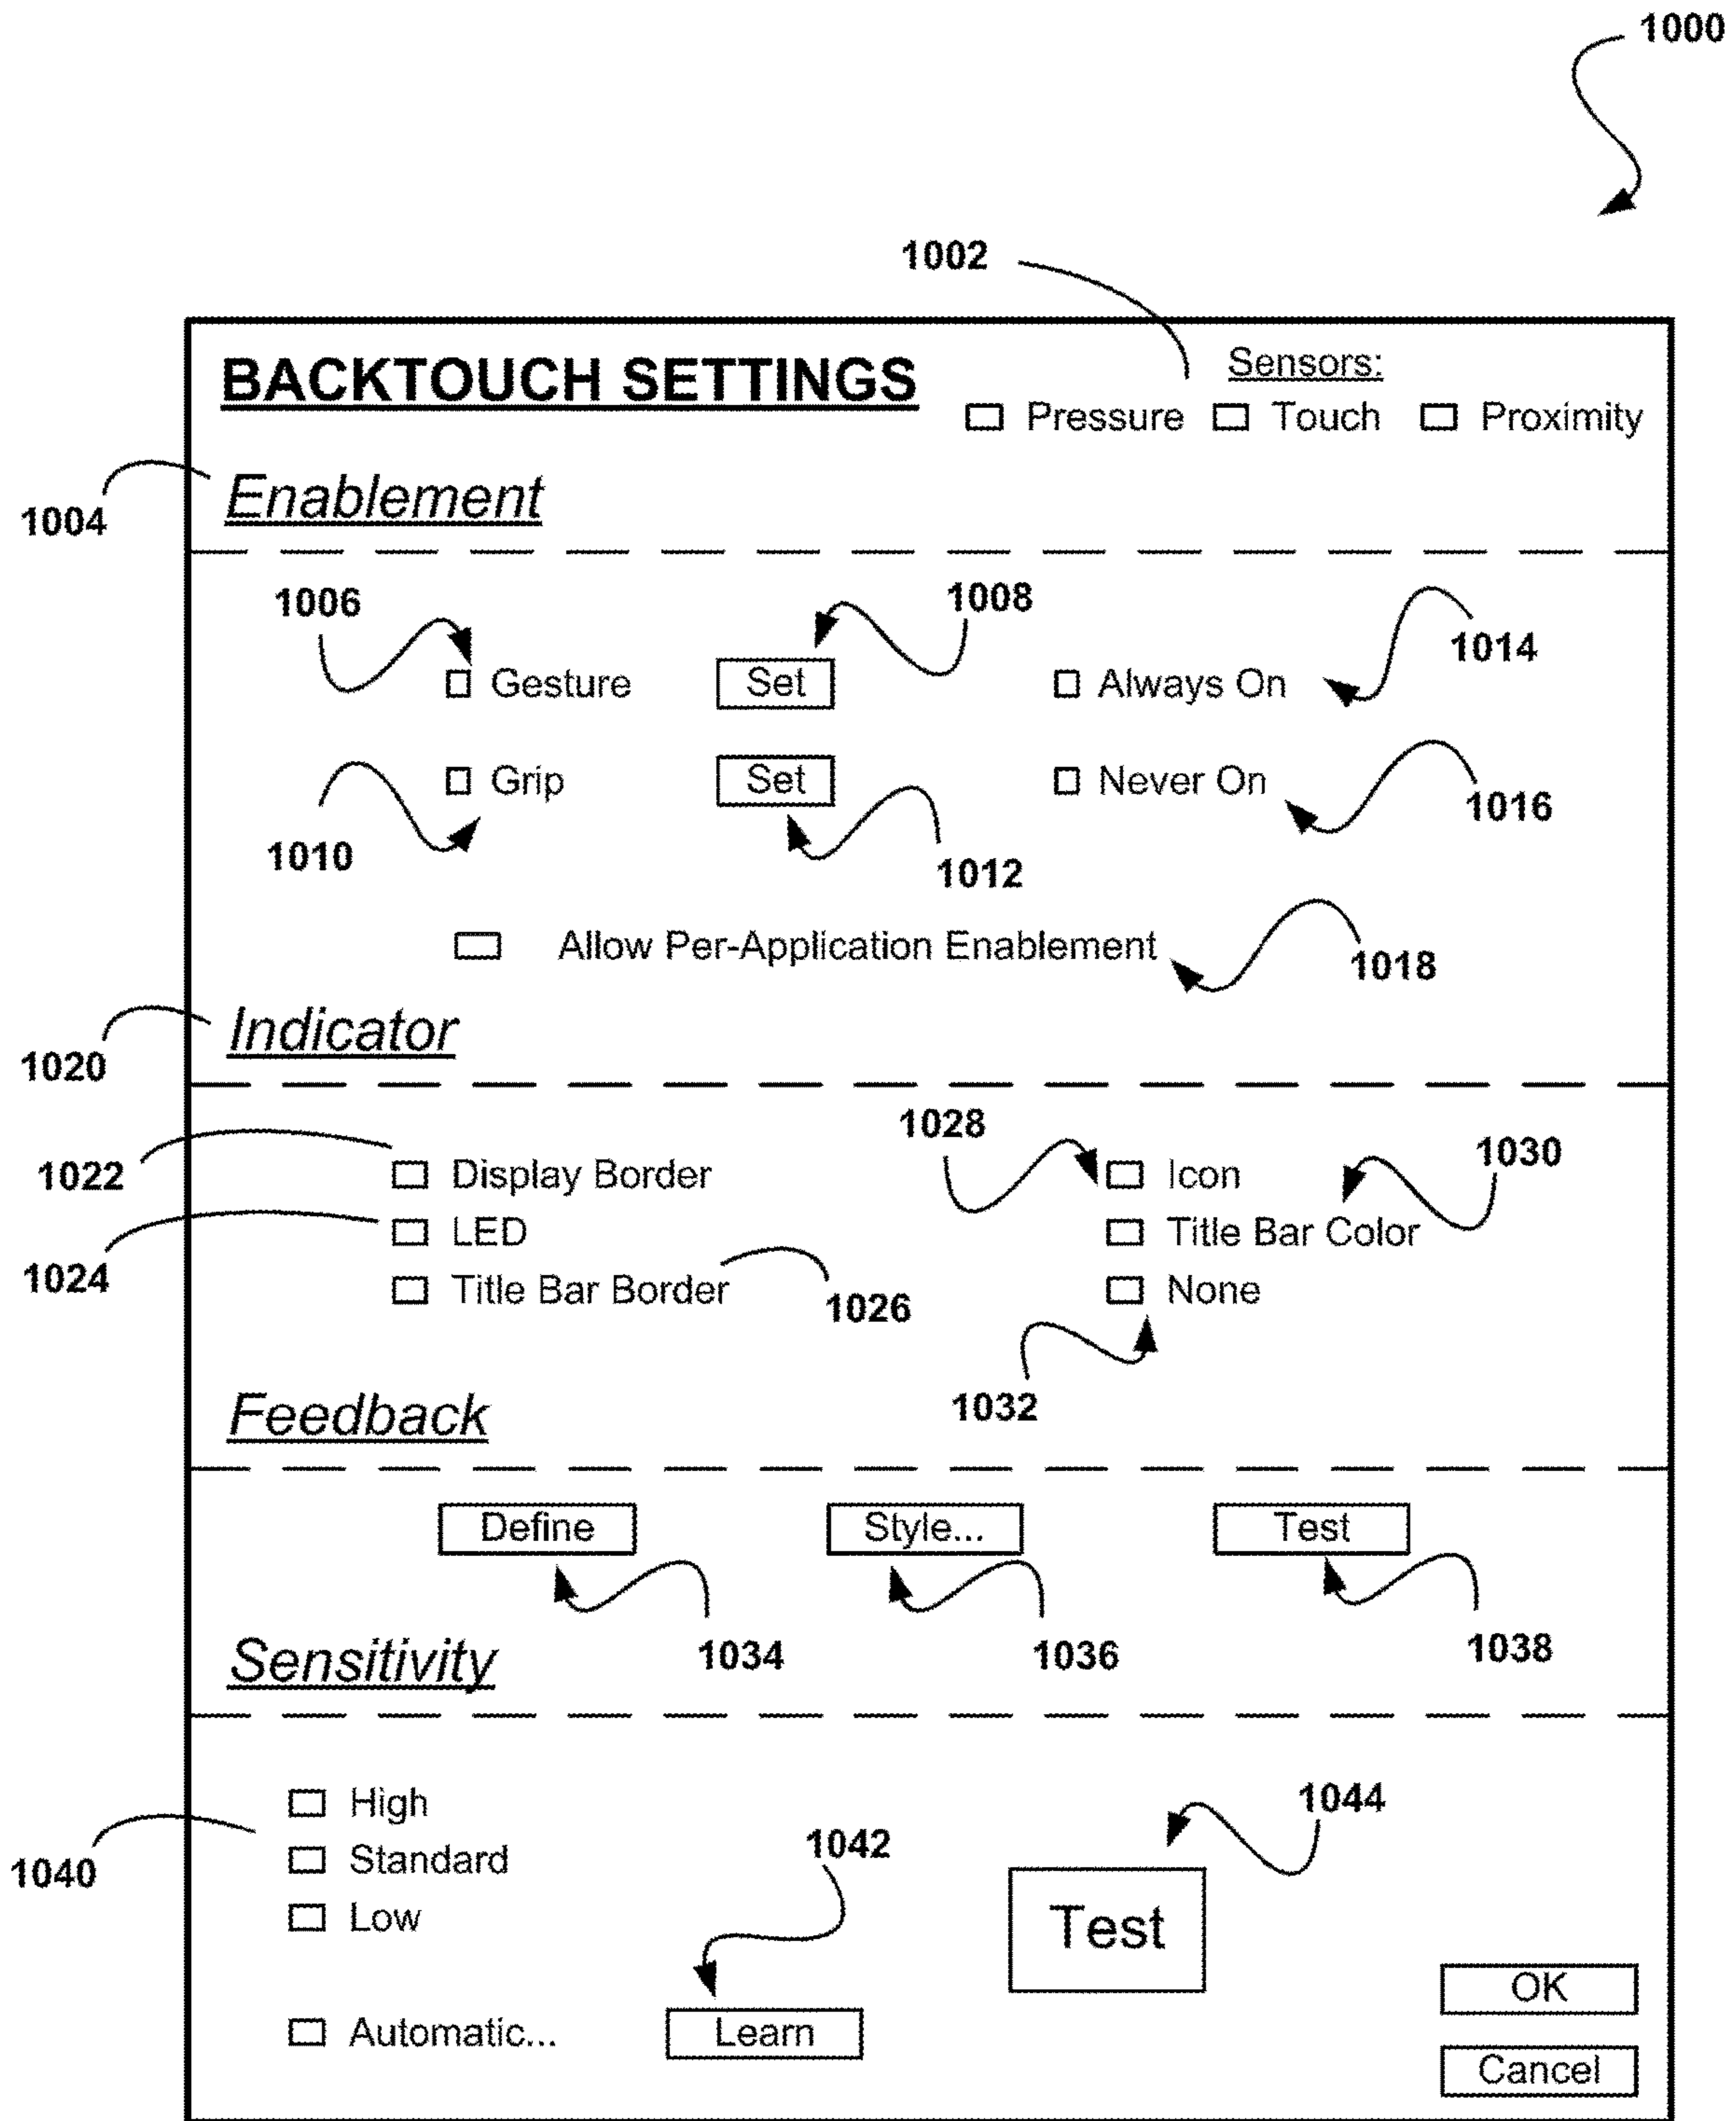 1000
1002
BACKTOUCH SETTINGS
Sensors:
Pressure Touch Proximity
1004
Enablement
1006 1008 1014
Gesture Set Always On
Grip Set Never On
1010 1012 1016
Allow Per-Application Enablement 1018
1020
Indicator
1028 1030
1022 Display Border Icon
1024 LED Title Bar Color
Title Bar Border 1026 None
1032
Feedback
Define Style... Test
1034 1036 1038
Sensitivity
1040
High 1044
Standard 1042
Low Test
OK
Automatic... Learn
Cancel